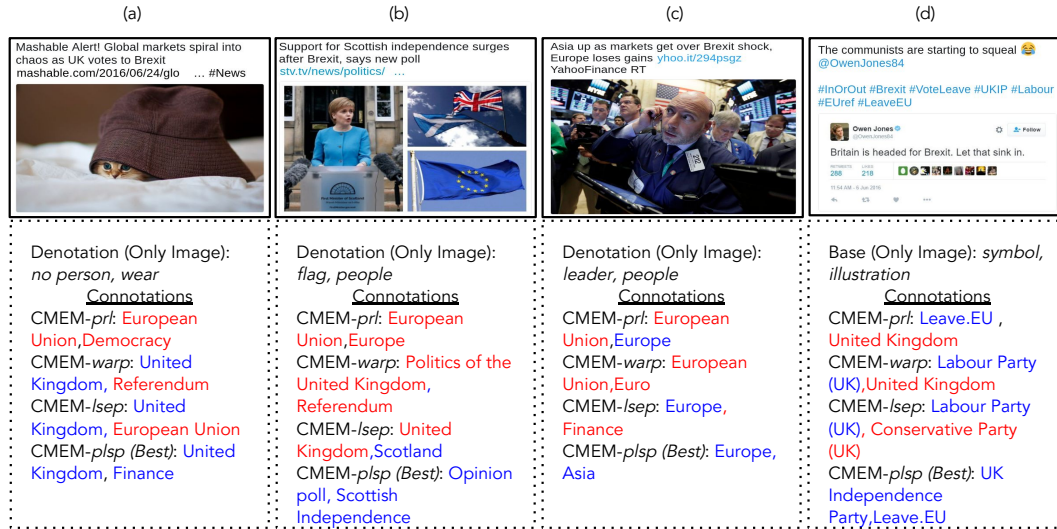 (a)
Mashable Alert! Global markets spiral into
chaos as UK votes to Brexit
mashable.com/2016/06/24/glo … #News
Denotation (Only Image):
no person, wear
Connotations
CMEM-prl: European
Union,Democracy
CMEM-warp: United
Kingdom, Referendum
CMEM-lsep: United
Kingdom, European Union
CMEM-plsp (Best): United
Kingdom, Finance
(b)
Support for Scottish independence surges
after Brexit, says new poll
stv.tv/news/politics/ …
Denotation (Only Image):
flag, people
Connotations
CMEM-prl: European
Union,Europe
CMEM-warp: Politics of the
United Kingdom,
Referendum
CMEM-lsep: United
Kingdom,Scotland
CMEM-plsp (Best): Opinion
poll, Scottish
Independence
(c)
Asia up as markets get over Brexit shock,
Europe loses gains yhoo.it/294psgz
YahooFinance RT
Denotation (Only Image):
leader, people
Connotations
CMEM-prl: European
Union,Europe
CMEM-warp: European
Union,Euro
CMEM-lsep: Europe,
Finance
CMEM-plsp (Best): Europe,
Asia
(d)
The communists are starting to squeal 😂
@OwenJones84
#InOrOut #Brexit #VoteLeave #UKIP #Labour
#EUref #LeaveEU
Owen Jones
@OwenJones84
Follow
Britain is headed for Brexit. Let that sink in.
RETWEETS LIKES
288 218
11:54 AM - 6 Jun 2016
Base (Only Image): symbol,
illustration
Connotations
CMEM-prl: Leave.EU ,
United Kingdom
CMEM-warp: Labour Party
(UK),United Kingdom
CMEM-lsep: Labour Party
(UK), Conservative Party
(UK)
CMEM-plsp (Best): UK
Independence
Party,Leave.EU